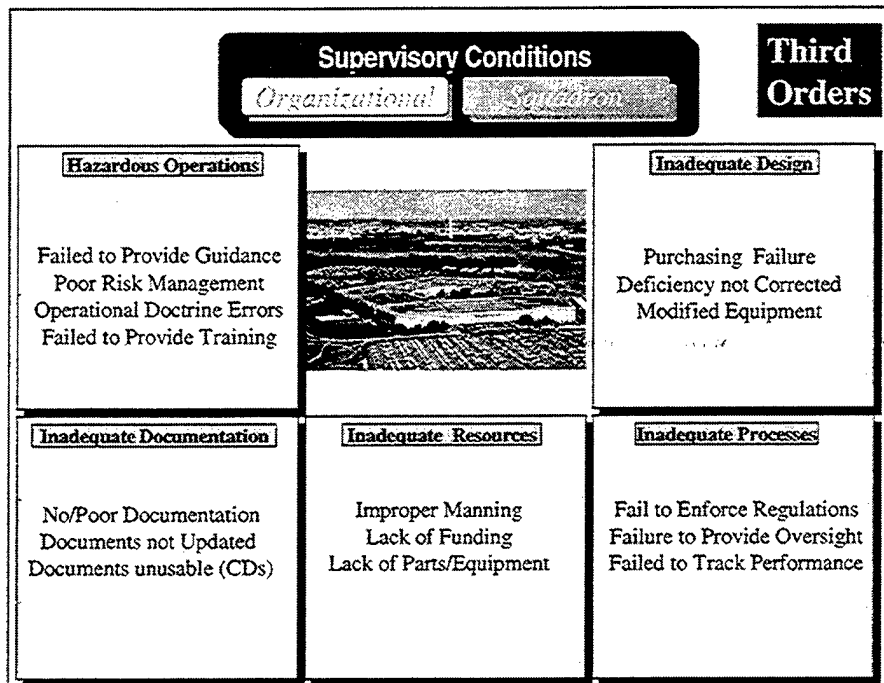 Supervisory Conditions
Organizational
Squadron
Third
Orders
Hazardous Operations
Failed to Provide Guidance
Poor Risk Management
Operational Doctrine Errors
Failed to Provide Training
Inadequate Design
Purchasing Failure
Deficiency not Corrected
Modified Equipment
Inadequate Documentation
No/Poor Documentation
Documents not Updated
Documents unusable (CDs)
Inadequate Resources
Improper Manning
Lack of Funding
Lack of Parts/Equipment
Inadequate Processes
Fail to Enforce Regulations
Failure to Provide Oversight
Failed to Track Performance